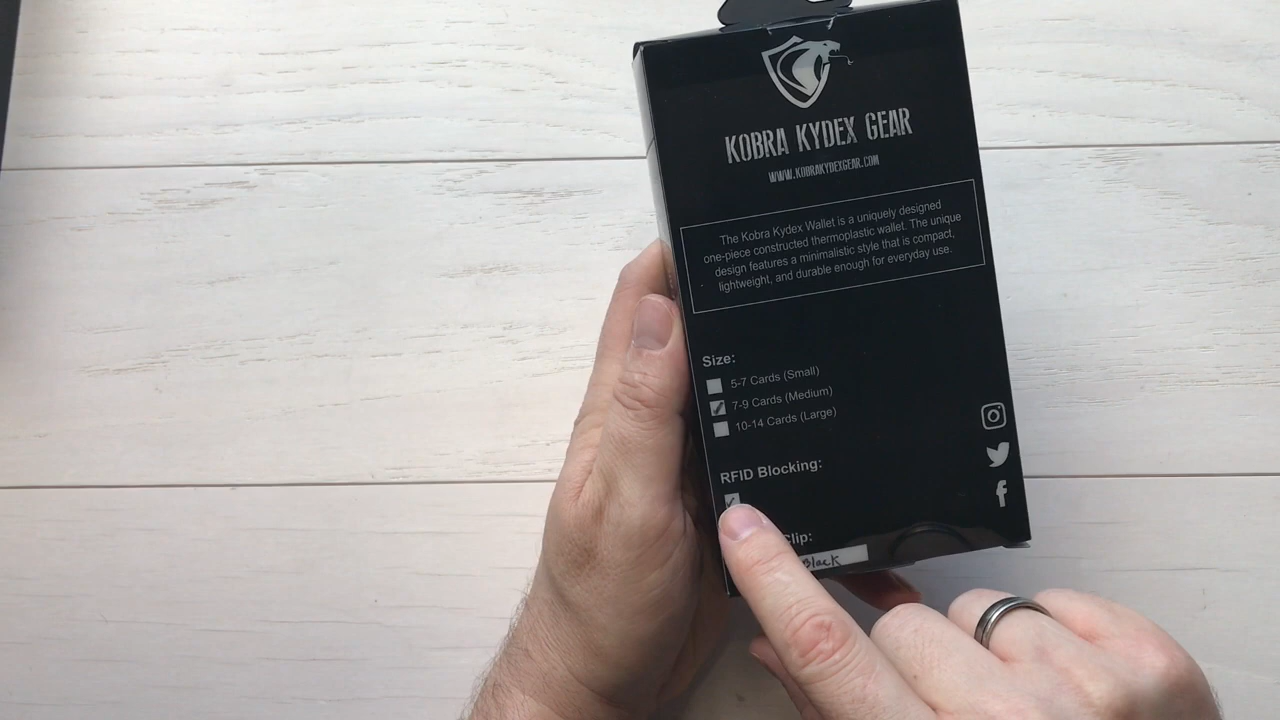 KOBRA KYDEX GEAR
WWW.KOBRAKYDEXGEAR.COM
The Kobra Kydex Wallet is a uniquely designed
one-piece constructed thermoplastic wallet. The unique
design features a minimalistic style that is compact,
lightweight, and durable enough for everyday use.
Size:
5-7 Cards (Small)
7-9 Cards (Medium)
10-14 Cards (Large)
RFID Blocking:
Clip:
Black